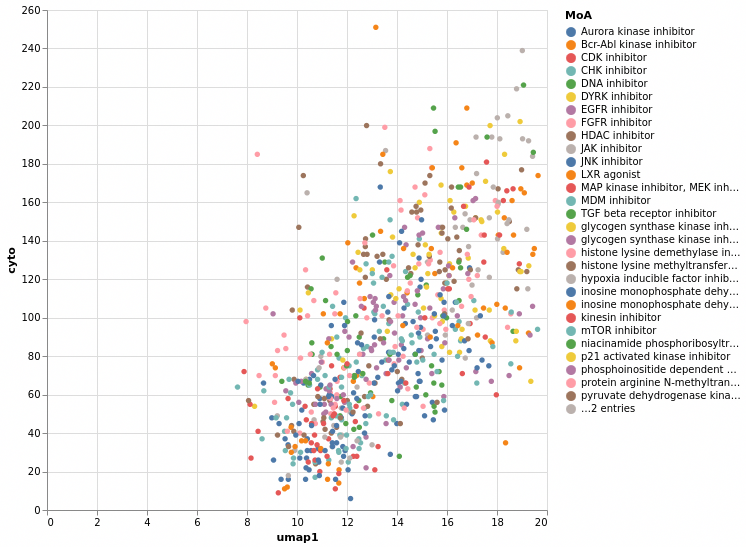 MoA
Aurora kinase inhibitor
Bcr-Abl kinase inhibitor
CDK inhibitor
CHK inhibitor
DNA inhibitor
DYRK inhibitor
EGFR inhibitor
FGFR inhibitor
HDAC inhibitor
JAK inhibitor
JNK inhibitor
LXR agonist
MAP kinase inhibitor, MEK inh...
MDM inhibitor
TGF beta receptor inhibitor
glycogen synthase kinase inh...
glycogen synthase kinase inh...
histone lysine demethylase in...
histone lysine methyltransfer...
hypoxia inducible factor inhib...
inosine monophosphate dehy...
inosine monophosphate dehy...
kinesin inhibitor
mTOR inhibitor
niacinamide phosphoribosyltr...
p21 activated kinase inhibitor
phosphoinositide dependent ...
protein arginine N-methyltran...
pyruvate dehydrogenase kina...
...2 entries
cyto
260
240
220
200
180
160
140
120
100
80
60
40
20
0
0 2 4 6 8 10 12 14 16 18 20
umap1